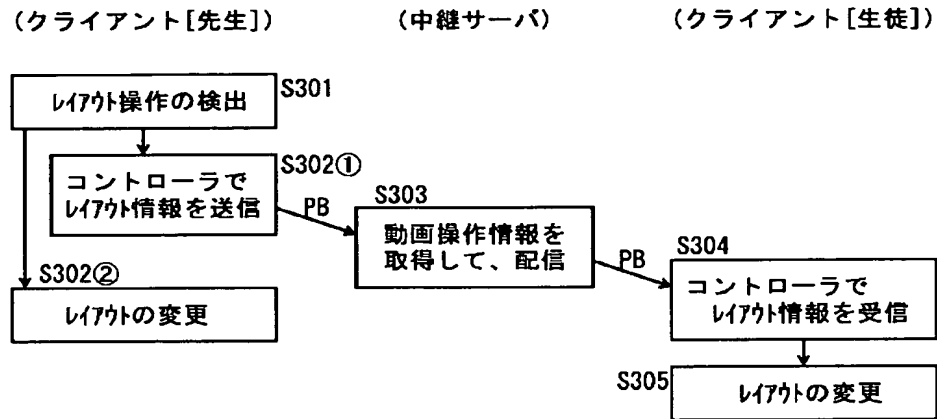 (クライアント[先生])
(中継サーバ)
(クライアント[生徒])
レイアウト操作の検出
S301
S302①
コントローラで
レイアウト情報を送信
PB
S303
動画操作情報を
取得して、配信
PB
S304
コントローラで
レイアウト情報を受信
S302②
レイアウトの変更
S305
レイアウトの変更